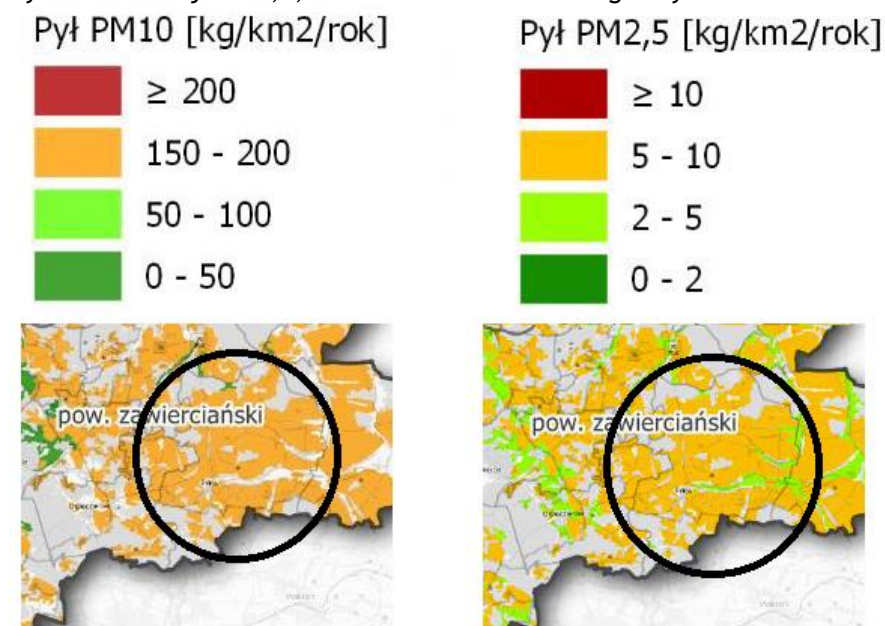 Pył PM10 [kg/km2/rok]
≥ 200
150 - 200
50 - 100
0 - 50
Pył PM2,5 [kg/km2/rok]
≥ 10
5 - 10
2 - 5
0 - 2
pow. zawierciański
pow. zawierciański